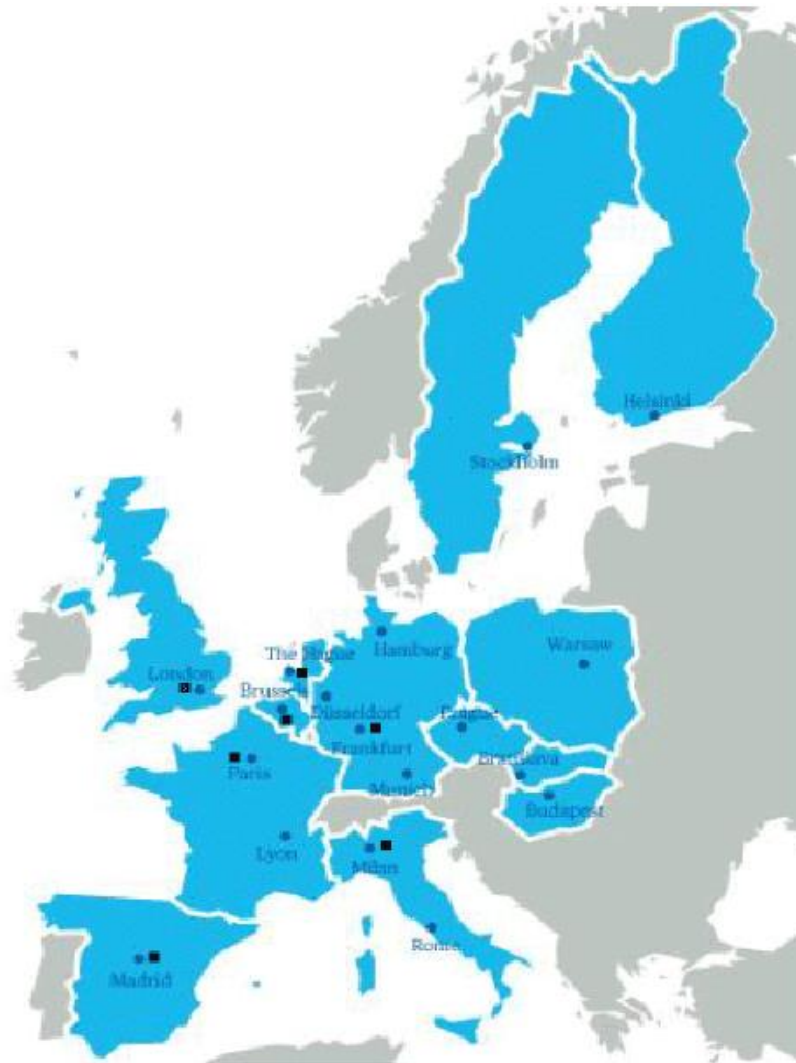 Helsinki
Stockholm
Warsaw
The Hague
Hamburg
London
Brussels
Düsseldorf
Prague
Frankfurt
Bratislava
Paris
Munich
Budapest
Lyon
Milan
Rome
Madrid